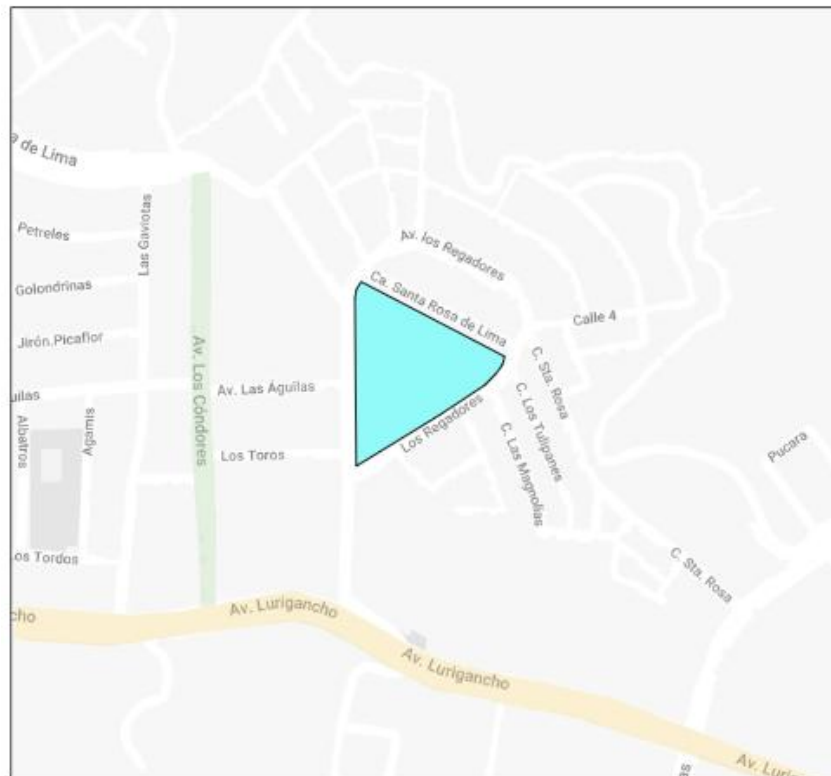 a de Lima
Las Gaviotas
Petreles
Av. los Regadores
Ca. Santa Rosa de Lima
Golondrinas
Calle 4
Jirón.Picaflor
Av. Los Cóndores
C. Sta. Rosa
Av. Las Águilas
uilas
C. Los Tulipanes
Los Regadores
Albatros
Agamis
C. Las Magnolias
Los Toros
Pucara
os Tordos
C. Sta. Rosa
cho
Av. Lurigancho
Av. Lurigancho
Av. Luri